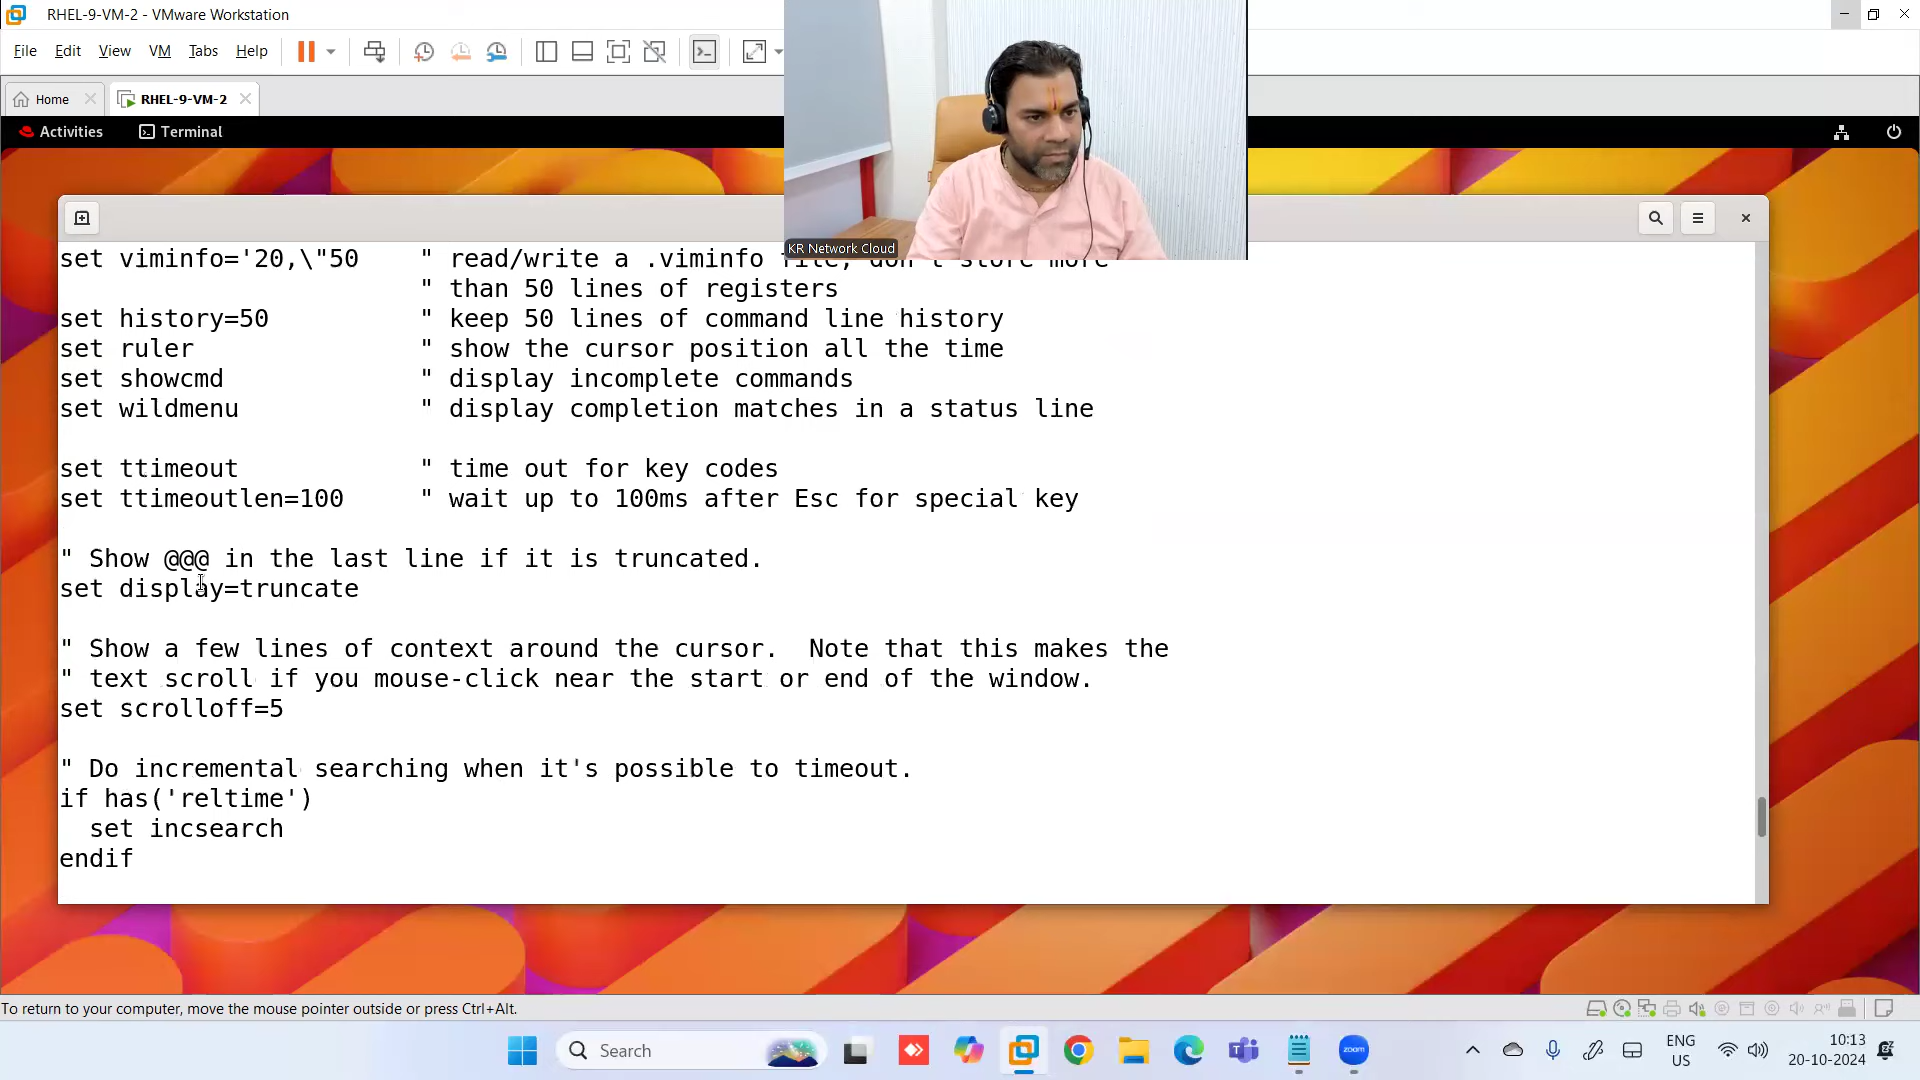 RHEL-9-VM-2 - VMware Workstation
File Edit View VM Tabs Help
Home RHEL-9-VM-2
Activities Terminal
KR Network Cloud
set viminfo='20,\"50 " read/write a .viminfo file, don't store more
" than 50 lines of registers
set history=50 " keep 50 lines of command line history
set ruler " show the cursor position all the time
set showcmd " display incomplete commands
set wildmenu " display completion matches in a status line
set ttimeout " time out for key codes
set ttimeoutlen=100 " wait up to 100ms after Esc for special key
" Show @@@ in the last line if it is truncated.
set display=truncate
" Show a few lines of context around the cursor.  Note that this makes the
" text scroll if you mouse-click near the start or end of the window.
set scrolloff=5
" Do incremental searching when it's possible to timeout.
if has('reltime')
  set incsearch
endif
To return to your computer, move the mouse pointer outside or press Ctrl+Alt.
Search
zoom
ENG
US
10:13
20-10-2024